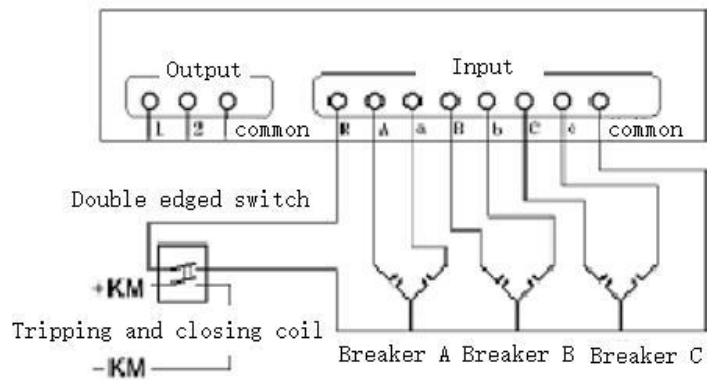 Output
Input
1 2 common
R A a B b C c common
Double edged switch
+KM
Tripping and closing coil
-KM
Breaker A Breaker B Breaker C